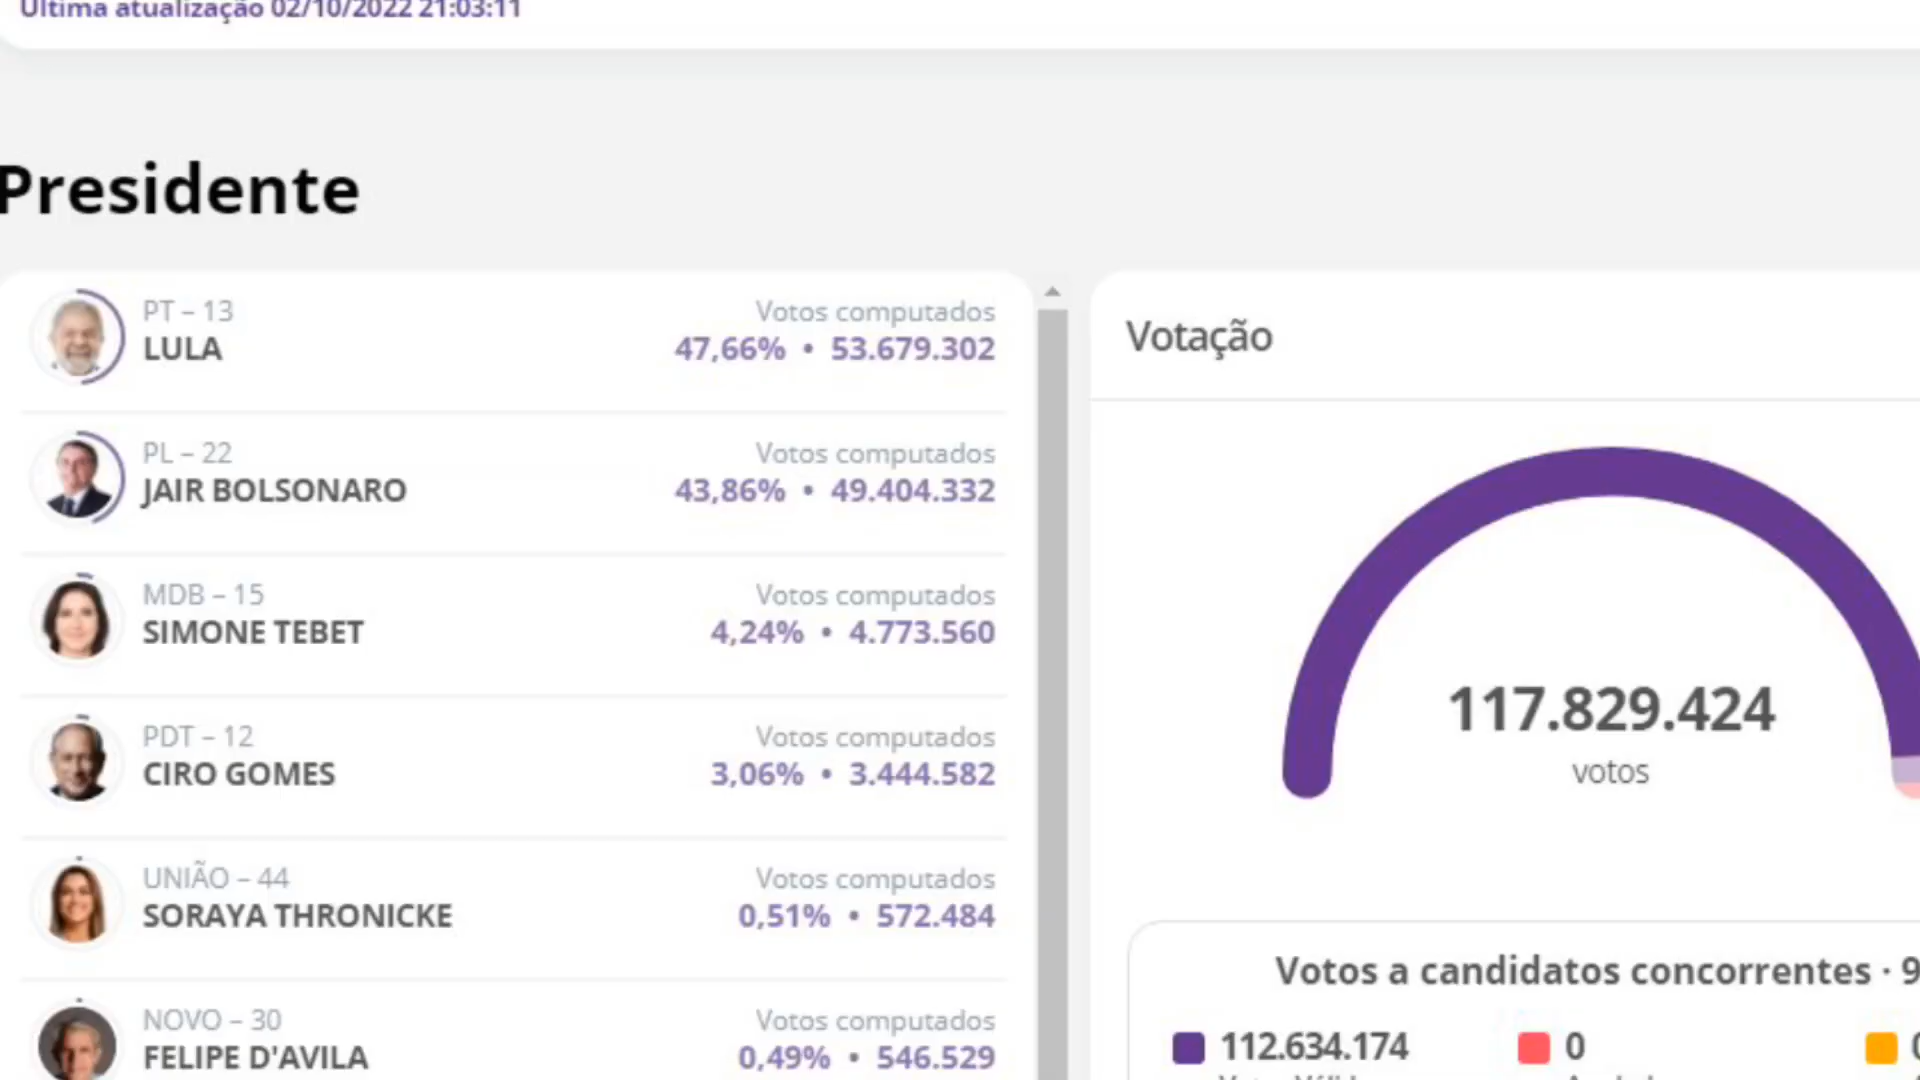 Última atualização 02/10/2022 21:03:11
Presidente
PT – 13
LULA
Votos computados
47,66% • 53.679.302
PL – 22
JAIR BOLSONARO
Votos computados
43,86% • 49.404.332
MDB – 15
SIMONE TEBET
Votos computados
4,24% • 4.773.560
PDT – 12
CIRO GOMES
Votos computados
3,06% • 3.444.582
UNIÃO – 44
SORAYA THRONICKE
Votos computados
0,51% • 572.484
NOVO – 30
FELIPE D'AVILA
Votos computados
0,49% • 546.529
Votação
117.829.424
votos
Votos a candidatos concorrentes · 9
112.634.174
0